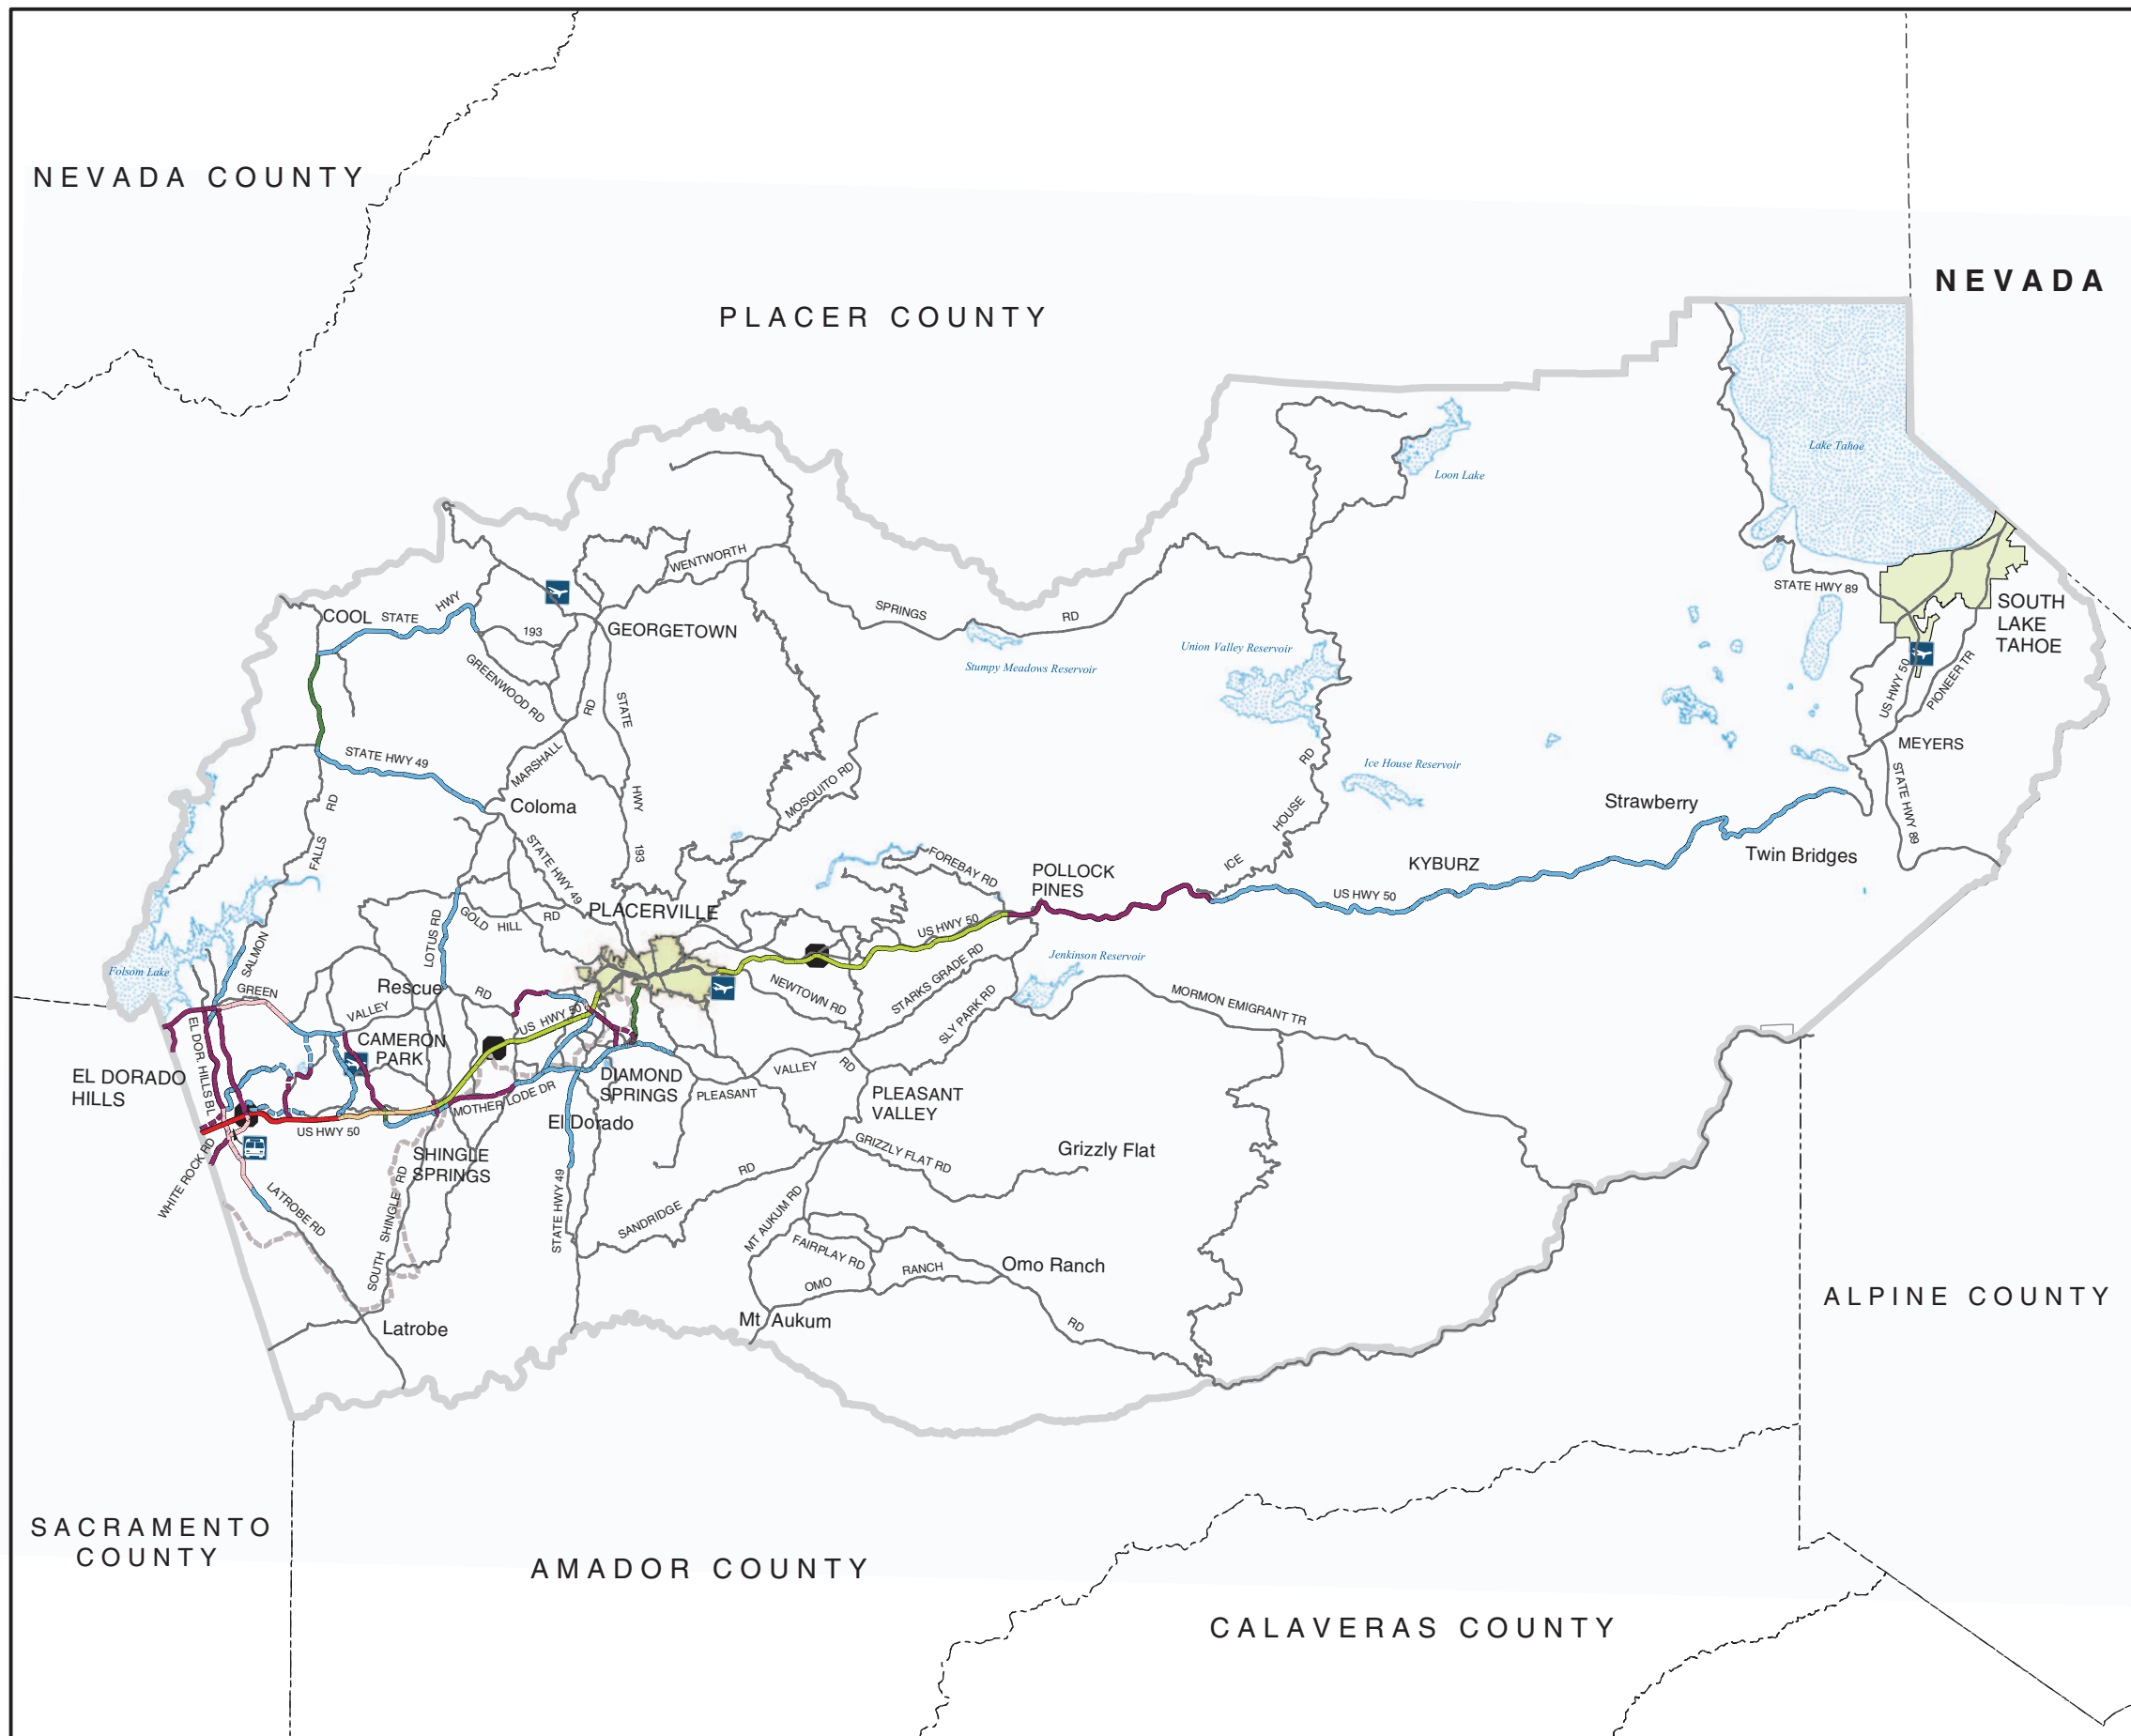 NEVADA COUNTY
NEVADA
PLACER COUNTY
Lake Tahoe
Loon Lake
WENTWORTH
SPRINGS
RD
STATE HWY 89
COOL
STATE
HWY
193
GEORGETOWN
SOUTH
LAKE
TAHOE
Stumpy Meadows Reservoir
Union Valley Reservoir
GREENWOOD RD
RD
STATE
HWY
193
US HWY 50
PIONEER TR
MEYERS
STATE HWY 89
STATE HWY 49
MARSHALL
Coloma
MOSQUITO RD
RD
HOUSE
ICE
Ice House Reservoir
Strawberry
Twin Bridges
KYBURZ
RD
FALLS
SALMON
STATE HWY 49
FOREBAY RD
POLLOCK
PINES
US HWY 50
LOTUS RD
GOLD
HILL
RD
PLACERVILLE
US HWY 50
Folsom Lake
GREEN
VALLEY
Rescue
RD
NEWTOWN RD
STARKS GRADE RD
SLY PARK RD
Jenkinson Reservoir
MORMON EMIGRANT TR
EL DOR. HILLS BL
CAMERON
PARK
US HWY 50
EL DORADO
HILLS
DIAMOND
SPRINGS
MOTHER LODE DR
PLEASANT
VALLEY
RD
PLEASANT
VALLEY
El Dorado
US HWY 50
WHITE ROCK RD
SHINGLE
SPRINGS
LATROBE RD
SOUTH
SHINGLE
RD
STATE HWY 49
SANDRIDGE
RD
GRIZZLY FLAT RD
Grizzly Flat
MT AUKUM RD
FAIRPLAY RD
OMO
RANCH
RD
Omo Ranch
Mt Aukum
Latrobe
ALPINE COUNTY
SACRAMENTO
COUNTY
AMADOR COUNTY
CALAVERAS COUNTY